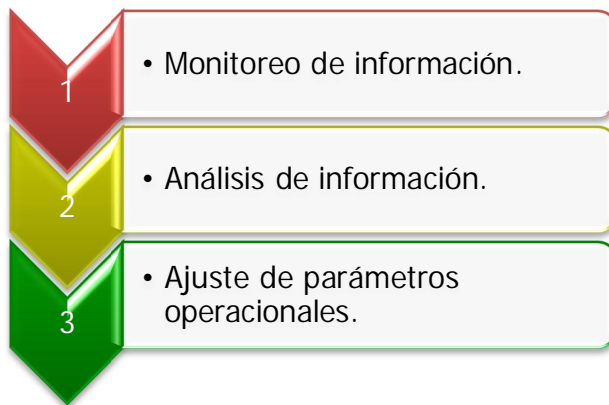 1
• Monitoreo de información.
2
• Análisis de información.
3
• Ajuste de parámetros
operacionales.